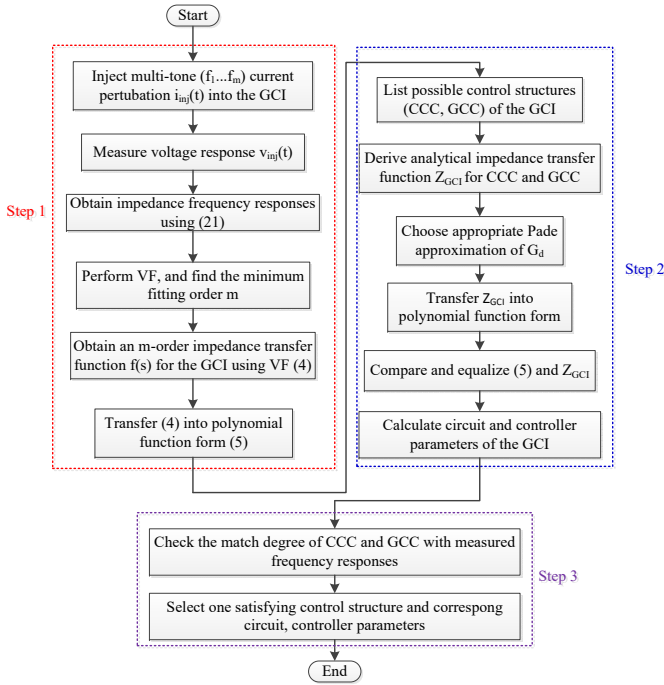 Start
Inject multi-tone (f1...fm) current
pertubation iinj(t) into the GCI
Measure voltage response vinj(t)
Obtain impedance frequency responses
using (21)
Step 1
Perform VF, and find the minimum
fitting order m
Obtain an m-order impedance transfer
function f(s) for the GCI using VF (4)
Transfer (4) into polynomial
function form (5)
List possible control structures
(CCC, GCC) of the GCI
Derive analytical impedance transfer
function ZGCI for CCC and GCC
Choose appropriate Pade
approximation of Gd
Step 2
Transfer ZGCI into
polynomial function form
Compare and equalize (5) and ZGCI
Calculate circuit and controller
parameters of the GCI
Check the match degree of CCC and GCC with measured
frequency responses
Step 3
Select one satisfying control structure and correspong
circuit, controller parameters
End